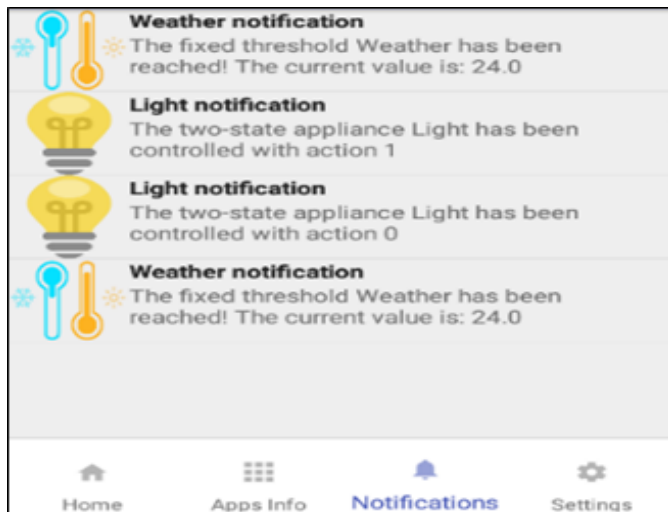 Weather notification
The fixed threshold Weather has been
reached! The current value is: 24.0
Light notification
The two-state appliance Light has been
controlled with action 1
Light notification
The two-state appliance Light has been
controlled with action 0
Weather notification
The fixed threshold Weather has been
reached! The current value is: 24.0
Home
Apps Info
Notifications
Settings